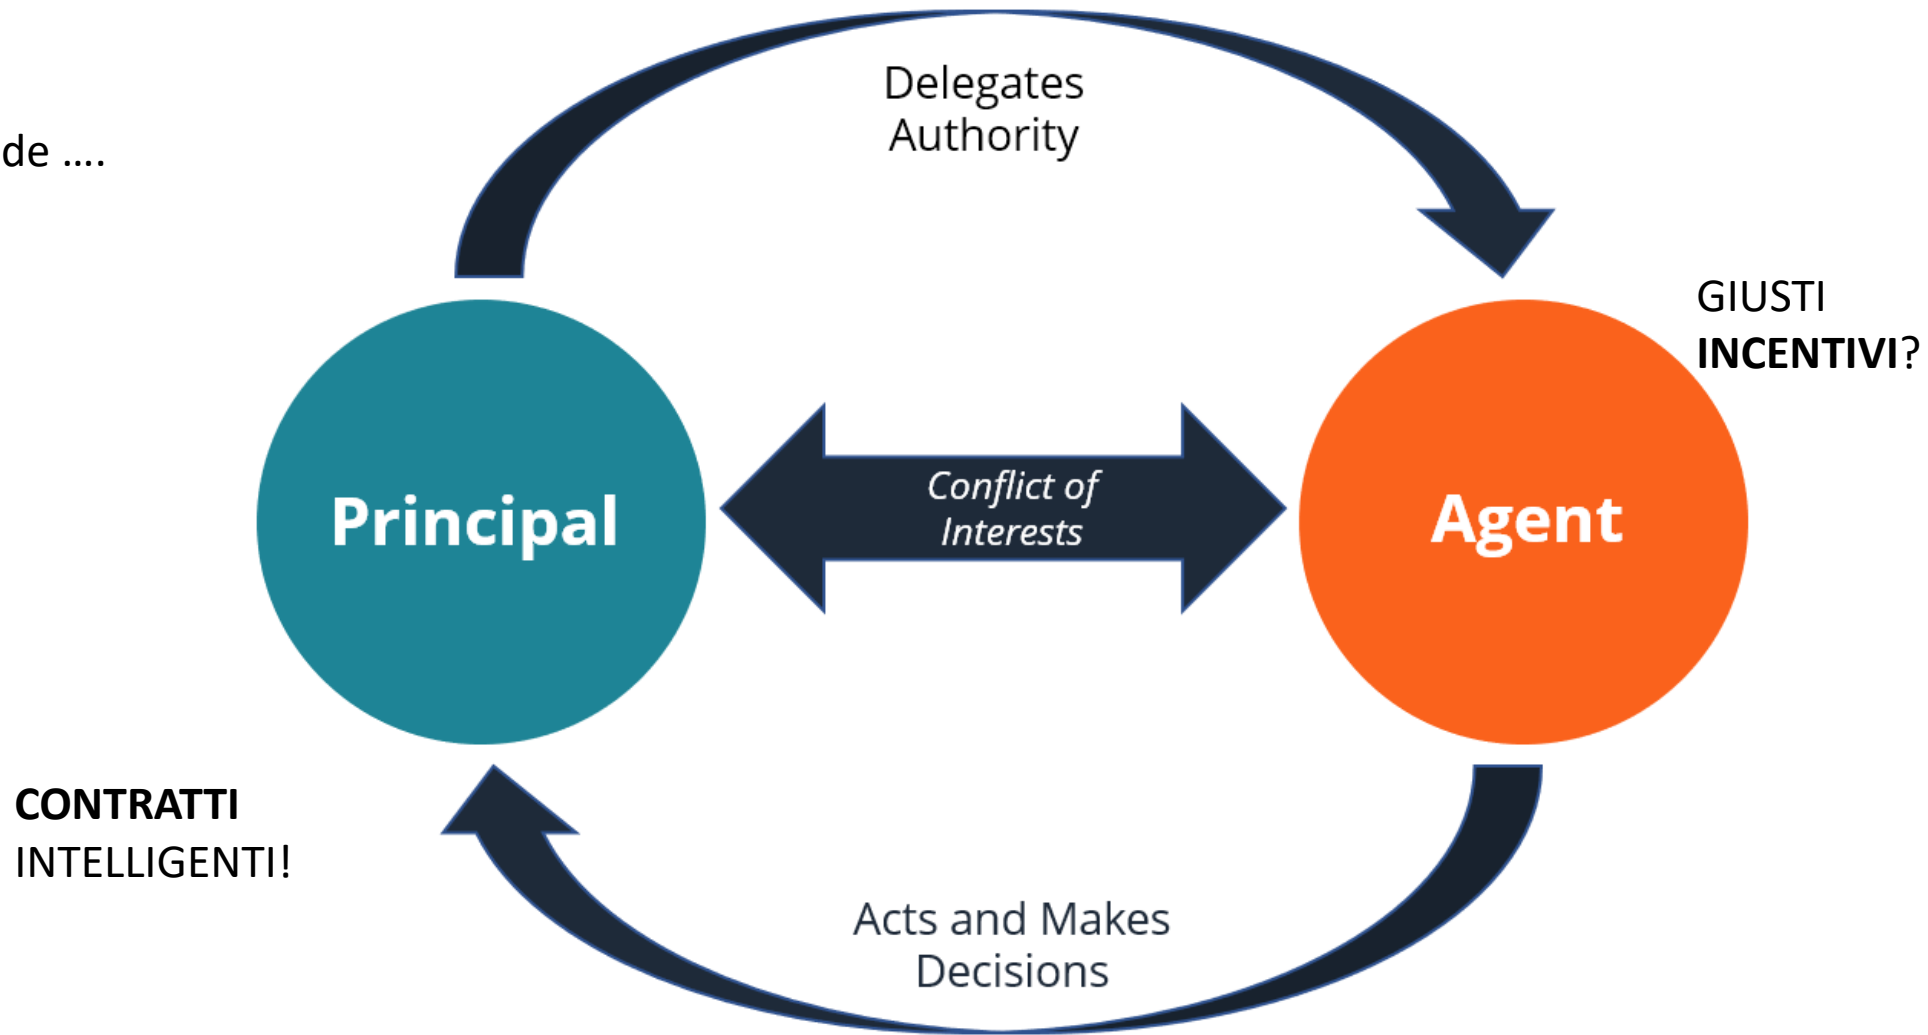 Delegates
Authority
de ....
GIUSTI
INCENTIVI?
Conflict of
Interests
Principal
Agent
CONTRATTI
INTELLIGENTI!
Acts and Makes
Decisions